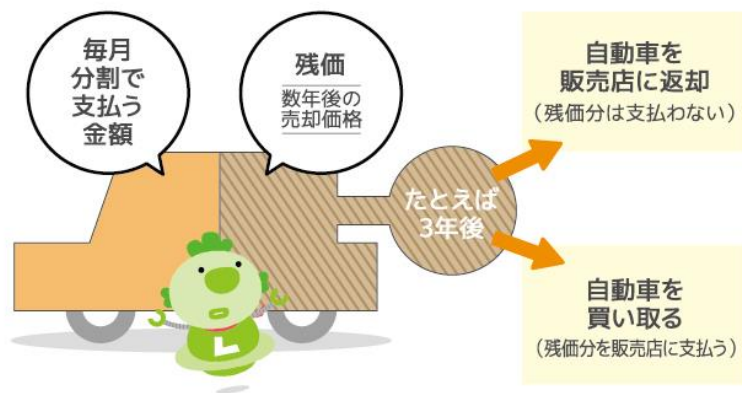 毎月
分割で
支払う
金額
残価
数年後の
売却価格
たとえば
3年後
自動車を
販売店に返却
(残価分は支払わない)
自動車を
買い取る
(残価分を販売店に支払う)
L